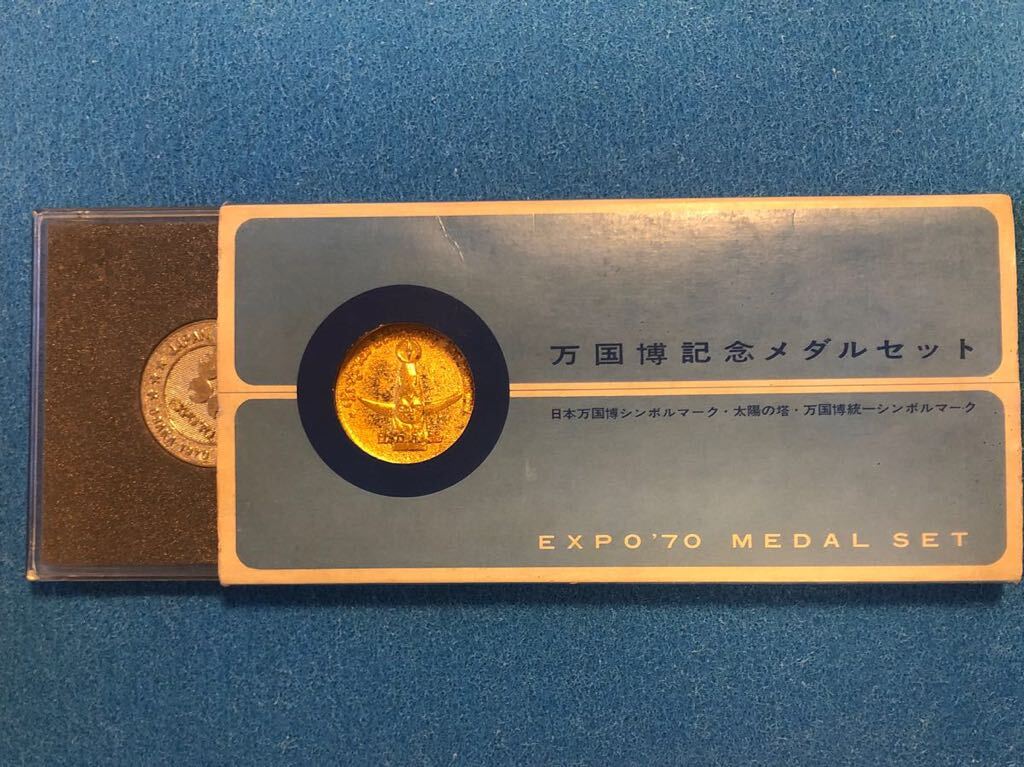 万国博記念メダルセット
日本万国博シンボルマーク・太陽の塔・万国博統一シンボルマーク
EXPO'70 MEDAL SET